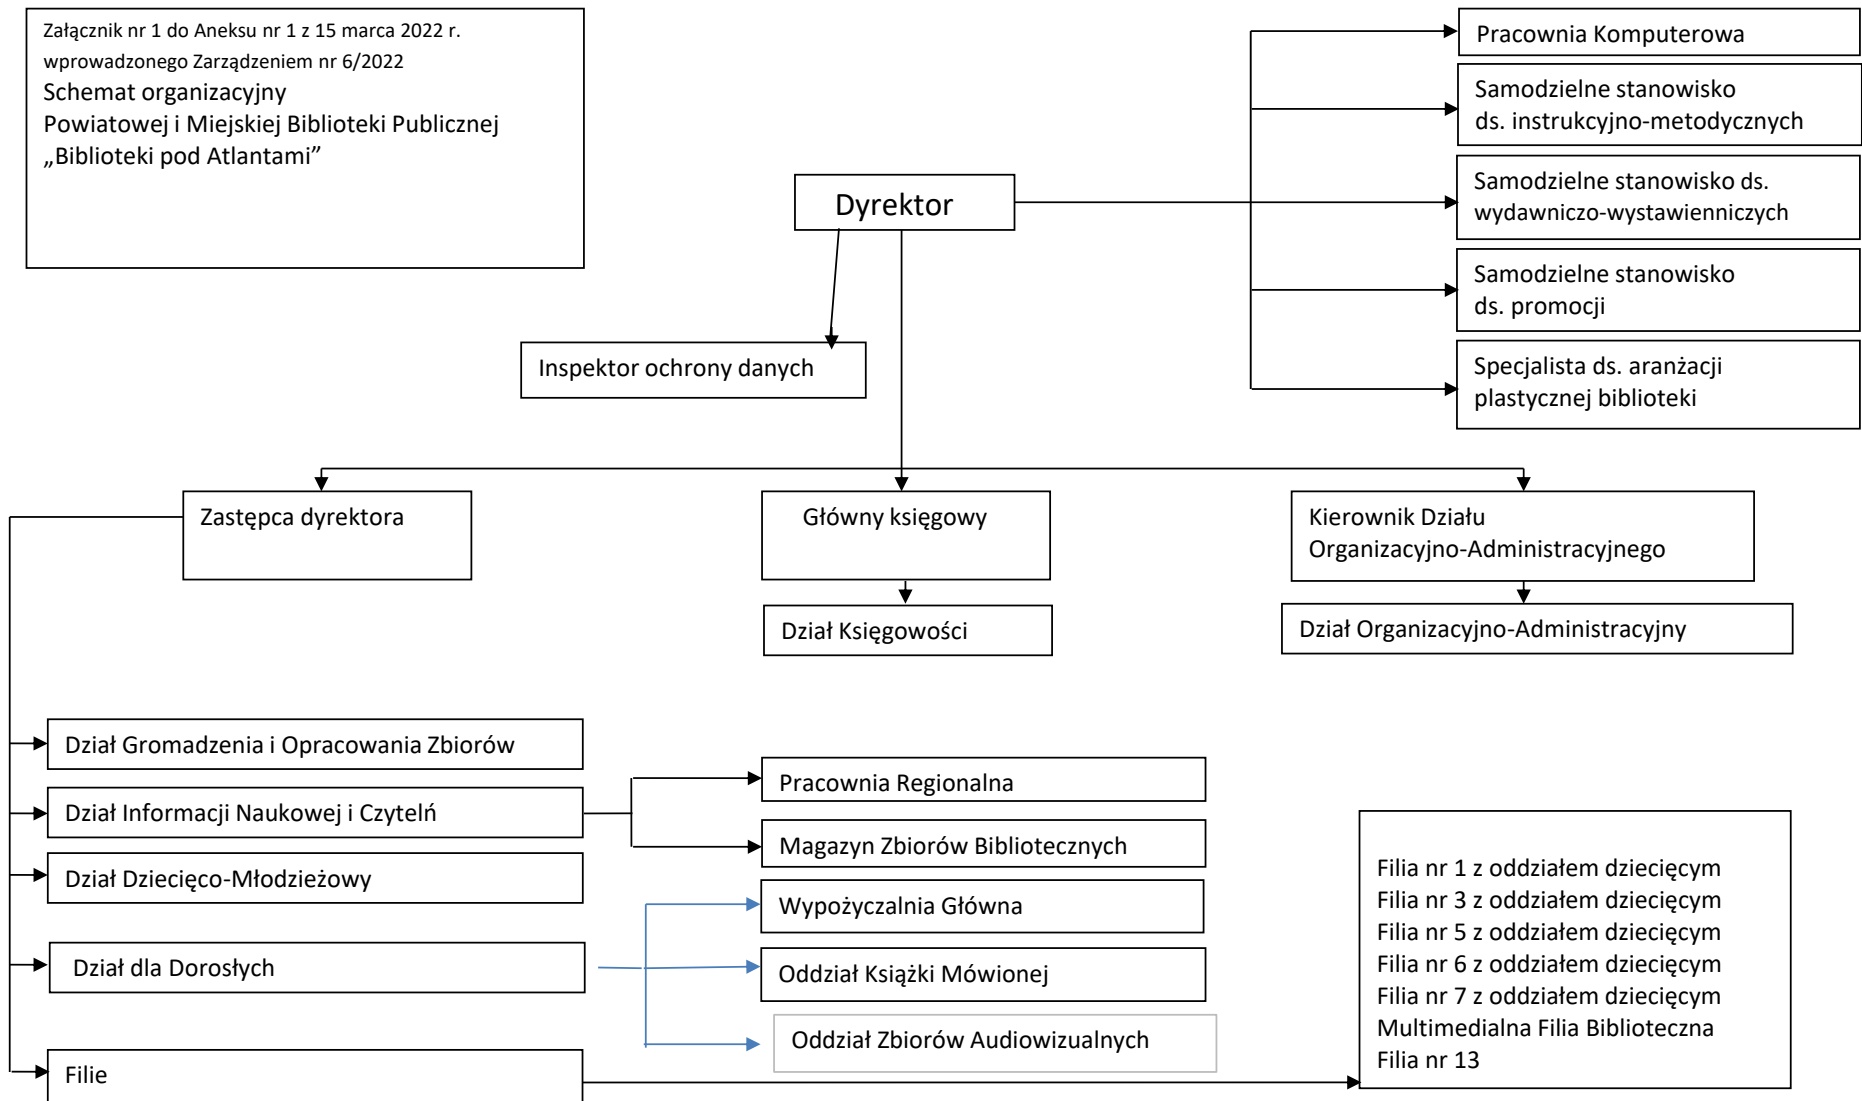 Załącznik nr 1 do Aneksu nr 1 z 15 marca 2022 r.
wprowadzonego Zarządzeniem nr 6/2022
Schemat organizacyjny
Powiatowej i Miejskiej Biblioteki Publicznej
„Biblioteki pod Atlantami”
Pracownia Komputerowa
Samodzielne stanowisko
ds. instrukcyjno-metodycznych
Samodzielne stanowisko ds.
wydawniczo-wystawienniczych
Samodzielne stanowisko
ds. promocji
Specjalista ds. aranżacji
plastycznej biblioteki
Dyrektor
Inspektor ochrony danych
Zastępca dyrektora
Główny księgowy
Kierownik Działu
Organizacyjno-Administracyjnego
Dział Księgowości
Dział Organizacyjno-Administracyjny
Dział Gromadzenia i Opracowania Zbiorów
Dział Informacji Naukowej i Czytelń
Dział Dziecięco-Młodzieżowy
Dział dla Dorosłych
Filie
Pracownia Regionalna
Magazyn Zbiorów Bibliotecznych
Wypożyczalnia Główna
Oddział Książki Mówionej
Oddział Zbiorów Audiowizualnych
Filia nr 1 z oddziałem dziecięcym
Filia nr 3 z oddziałem dziecięcym
Filia nr 5 z oddziałem dziecięcym
Filia nr 6 z oddziałem dziecięcym
Filia nr 7 z oddziałem dziecięcym
Multimedialna Filia Biblioteczna
Filia nr 13